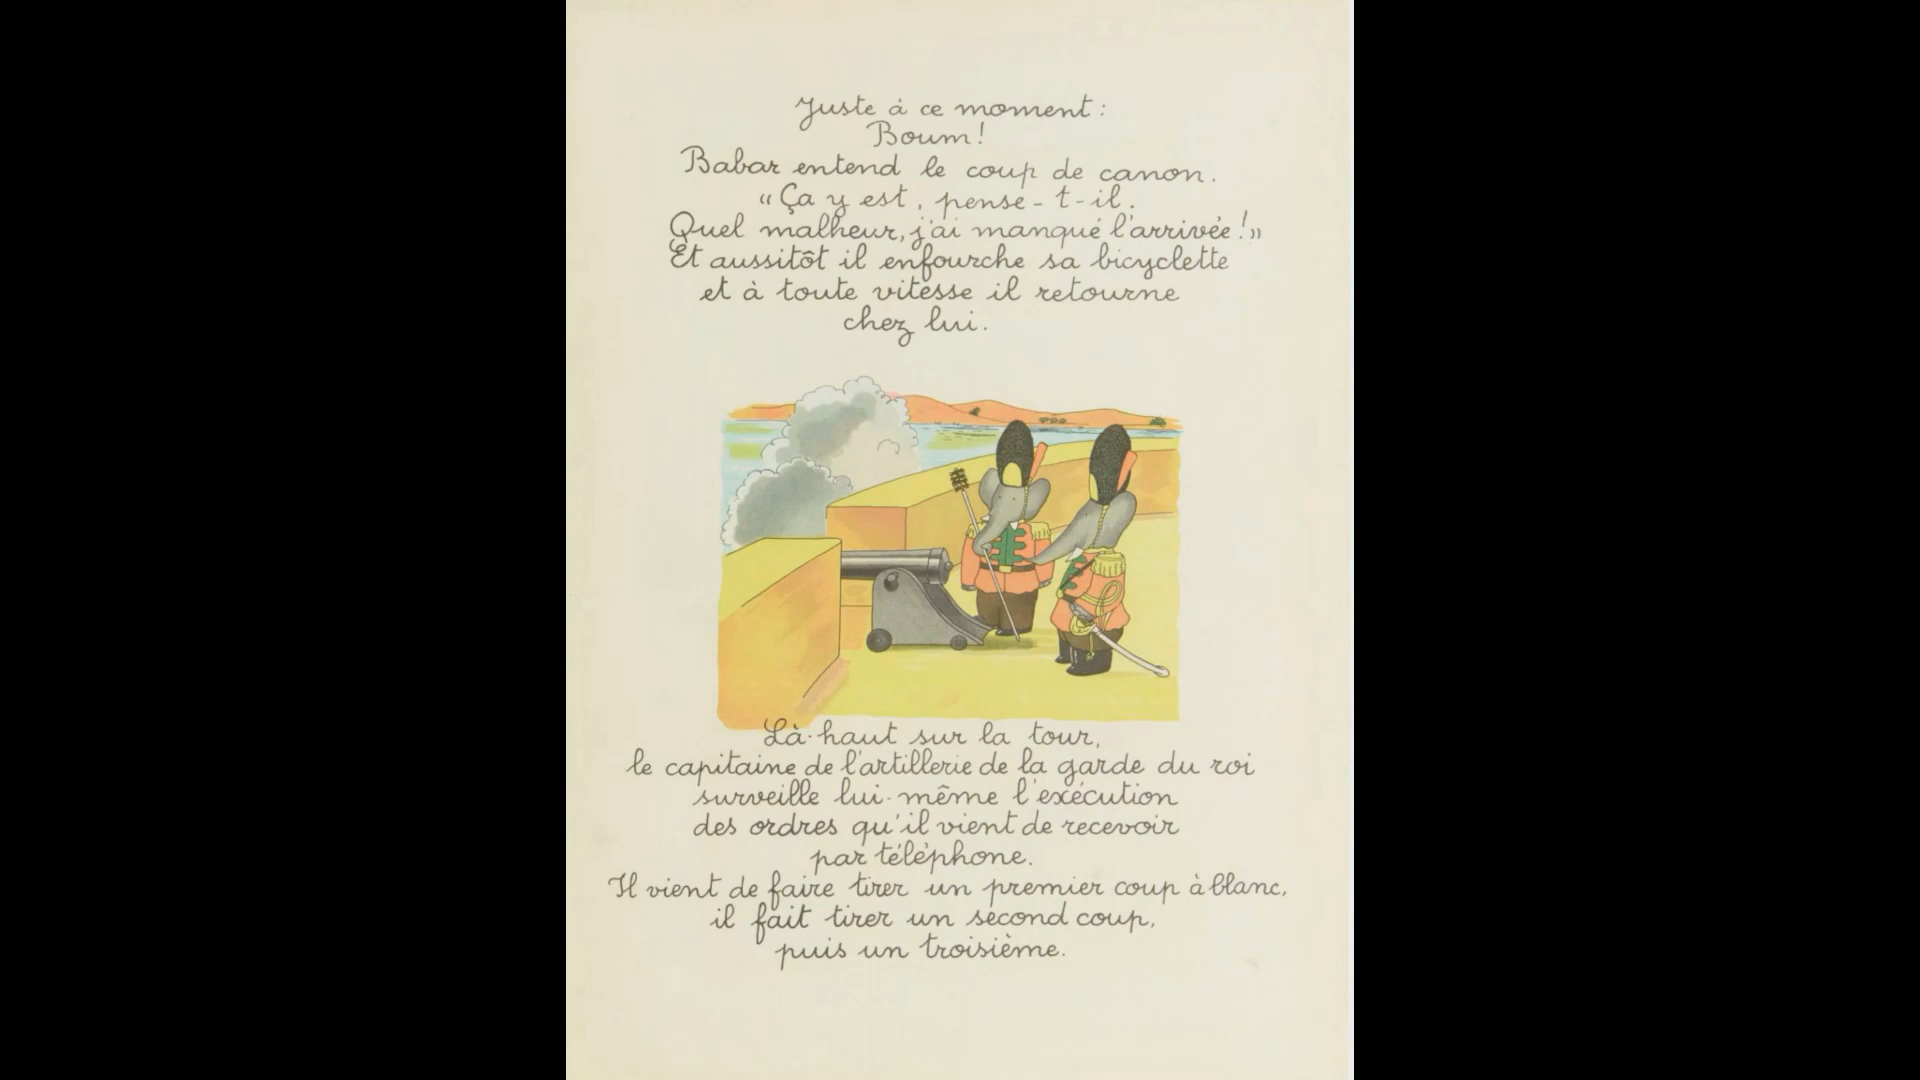 Juste à ce moment :
Boum !
Babar entend le coup de canon.
« Ça y est, pense-t-il.
Quel malheur, j'ai manqué l'arrivée ! »
Et aussitôt il enfourche sa bicyclette
et à toute vitesse il retourne
chez lui.
Là-haut sur la tour,
le capitaine de l'artillerie de la garde du roi
surveille lui-même l'exécution
des ordres qu'il vient de recevoir
par téléphone.
Il vient de faire tirer un premier coup à blanc,
il fait tirer un second coup,
puis un troisième.